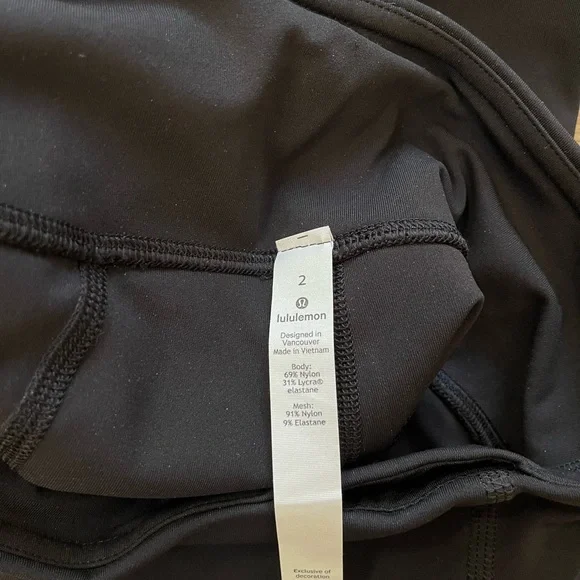 2
lululemon
Designed in
Vancouver
Made in Vietnam
Body:
69% Nylon
31% Lycra®
elastane
Mesh:
91% Nylon
9% Elastane
Exclusive of
decoration